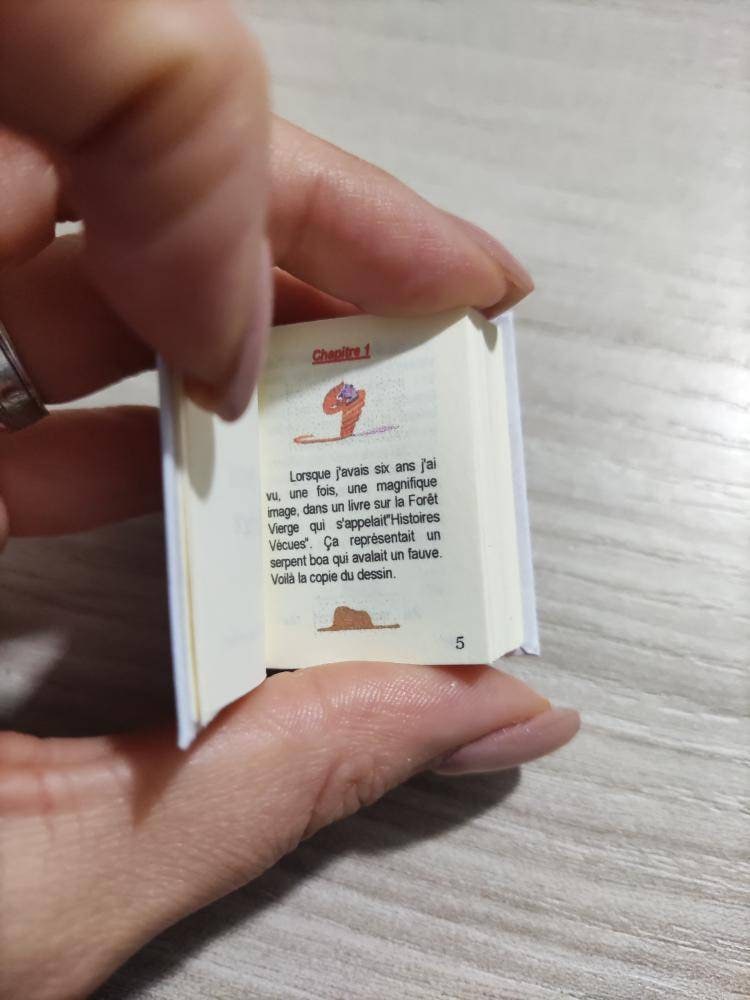 Chapitre 1
Lorsque j'avais six ans j'ai
vu, une fois, une magnifique
image, dans un livre sur la Forêt
Vierge qui s'appelait"Histoires
Vécues". Ça représentait un
serpent boa qui avalait un fauve.
Voilà la copie du dessin.
5